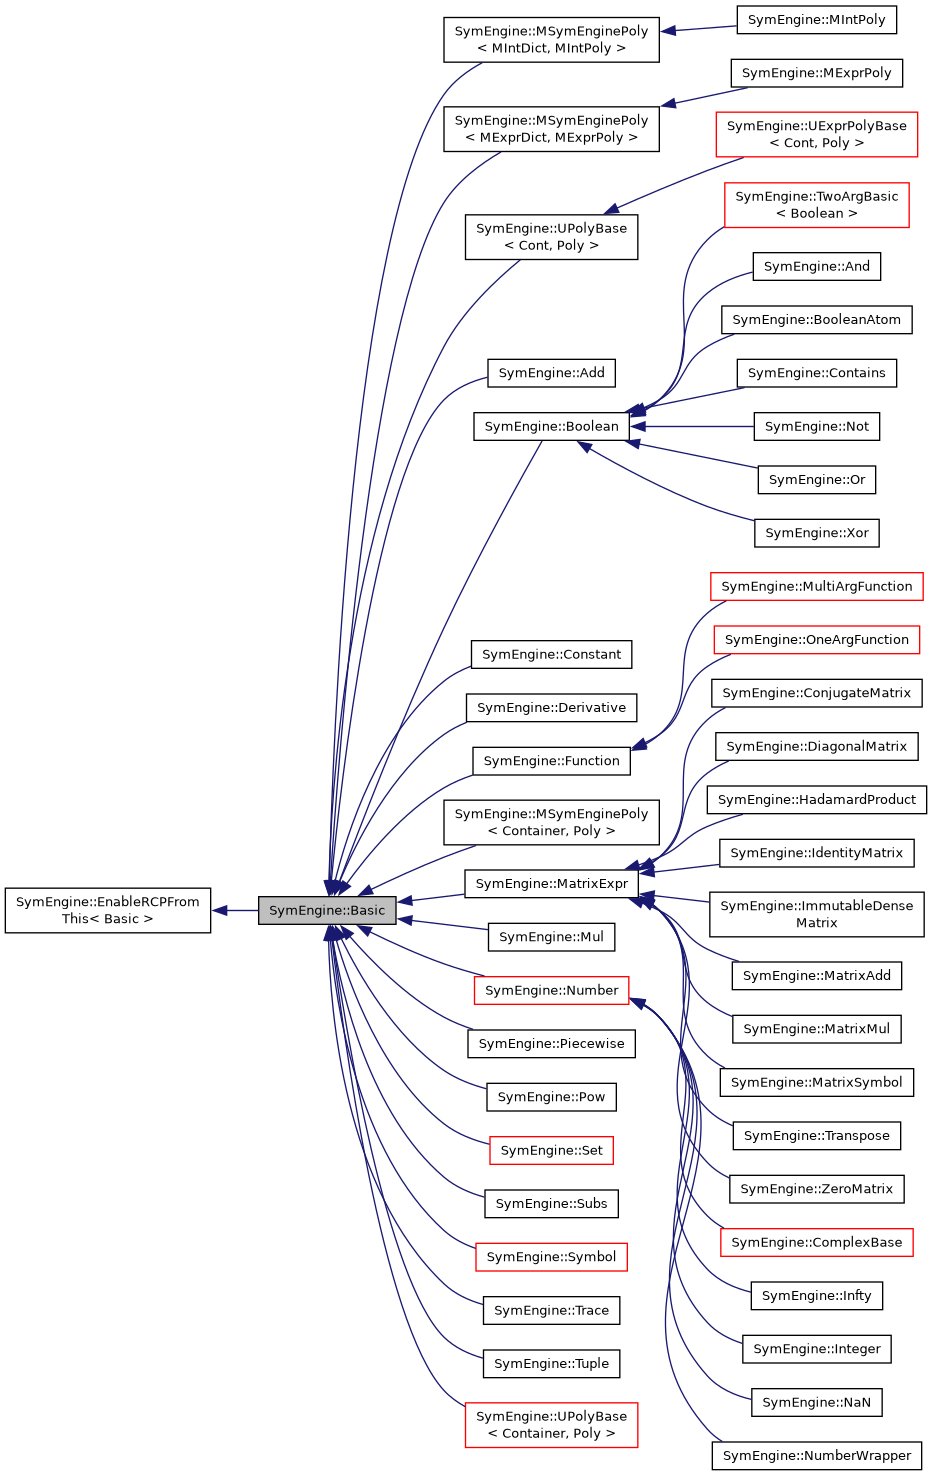 SymEngine::EnableRCPFrom
This< Basic >
SymEngine::Basic
SymEngine::MSymEnginePoly
< MIntDict, MIntPoly >
SymEngine::MSymEnginePoly
< MExprDict, MExprPoly >
SymEngine::UPolyBase
< Cont, Poly >
SymEngine::Add
SymEngine::Boolean
SymEngine::Constant
SymEngine::Derivative
SymEngine::Function
SymEngine::MSymEnginePoly
< Container, Poly >
SymEngine::MatrixExpr
SymEngine::Mul
SymEngine::Number
SymEngine::Piecewise
SymEngine::Pow
SymEngine::Set
SymEngine::Subs
SymEngine::Symbol
SymEngine::Trace
SymEngine::Tuple
SymEngine::UPolyBase
< Container, Poly >
SymEngine::MIntPoly
SymEngine::MExprPoly
SymEngine::UExprPolyBase
< Cont, Poly >
SymEngine::TwoArgBasic
< Boolean >
SymEngine::And
SymEngine::BooleanAtom
SymEngine::Contains
SymEngine::Not
SymEngine::Or
SymEngine::Xor
SymEngine::MultiArgFunction
SymEngine::OneArgFunction
SymEngine::ConjugateMatrix
SymEngine::DiagonalMatrix
SymEngine::HadamardProduct
SymEngine::IdentityMatrix
SymEngine::ImmutableDense
Matrix
SymEngine::MatrixAdd
SymEngine::MatrixMul
SymEngine::MatrixSymbol
SymEngine::Transpose
SymEngine::ZeroMatrix
SymEngine::ComplexBase
SymEngine::Infty
SymEngine::Integer
SymEngine::NaN
SymEngine::NumberWrapper